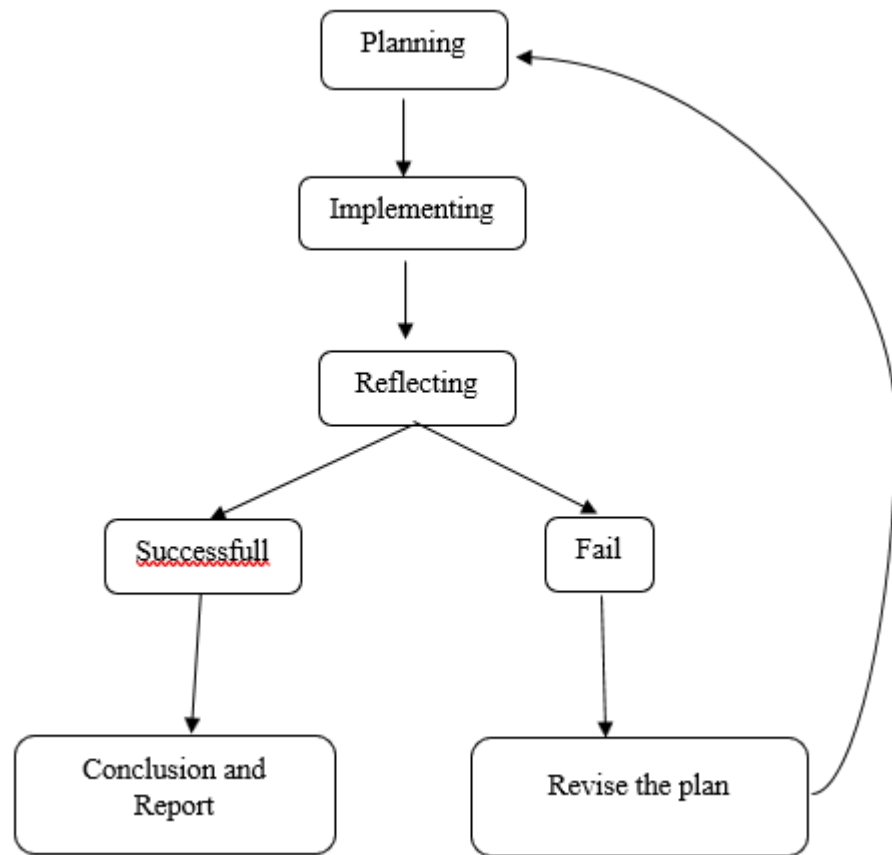 Planning
Implementing
Reflecting
Successfull
Fail
Conclusion and
Report
Revise the plan